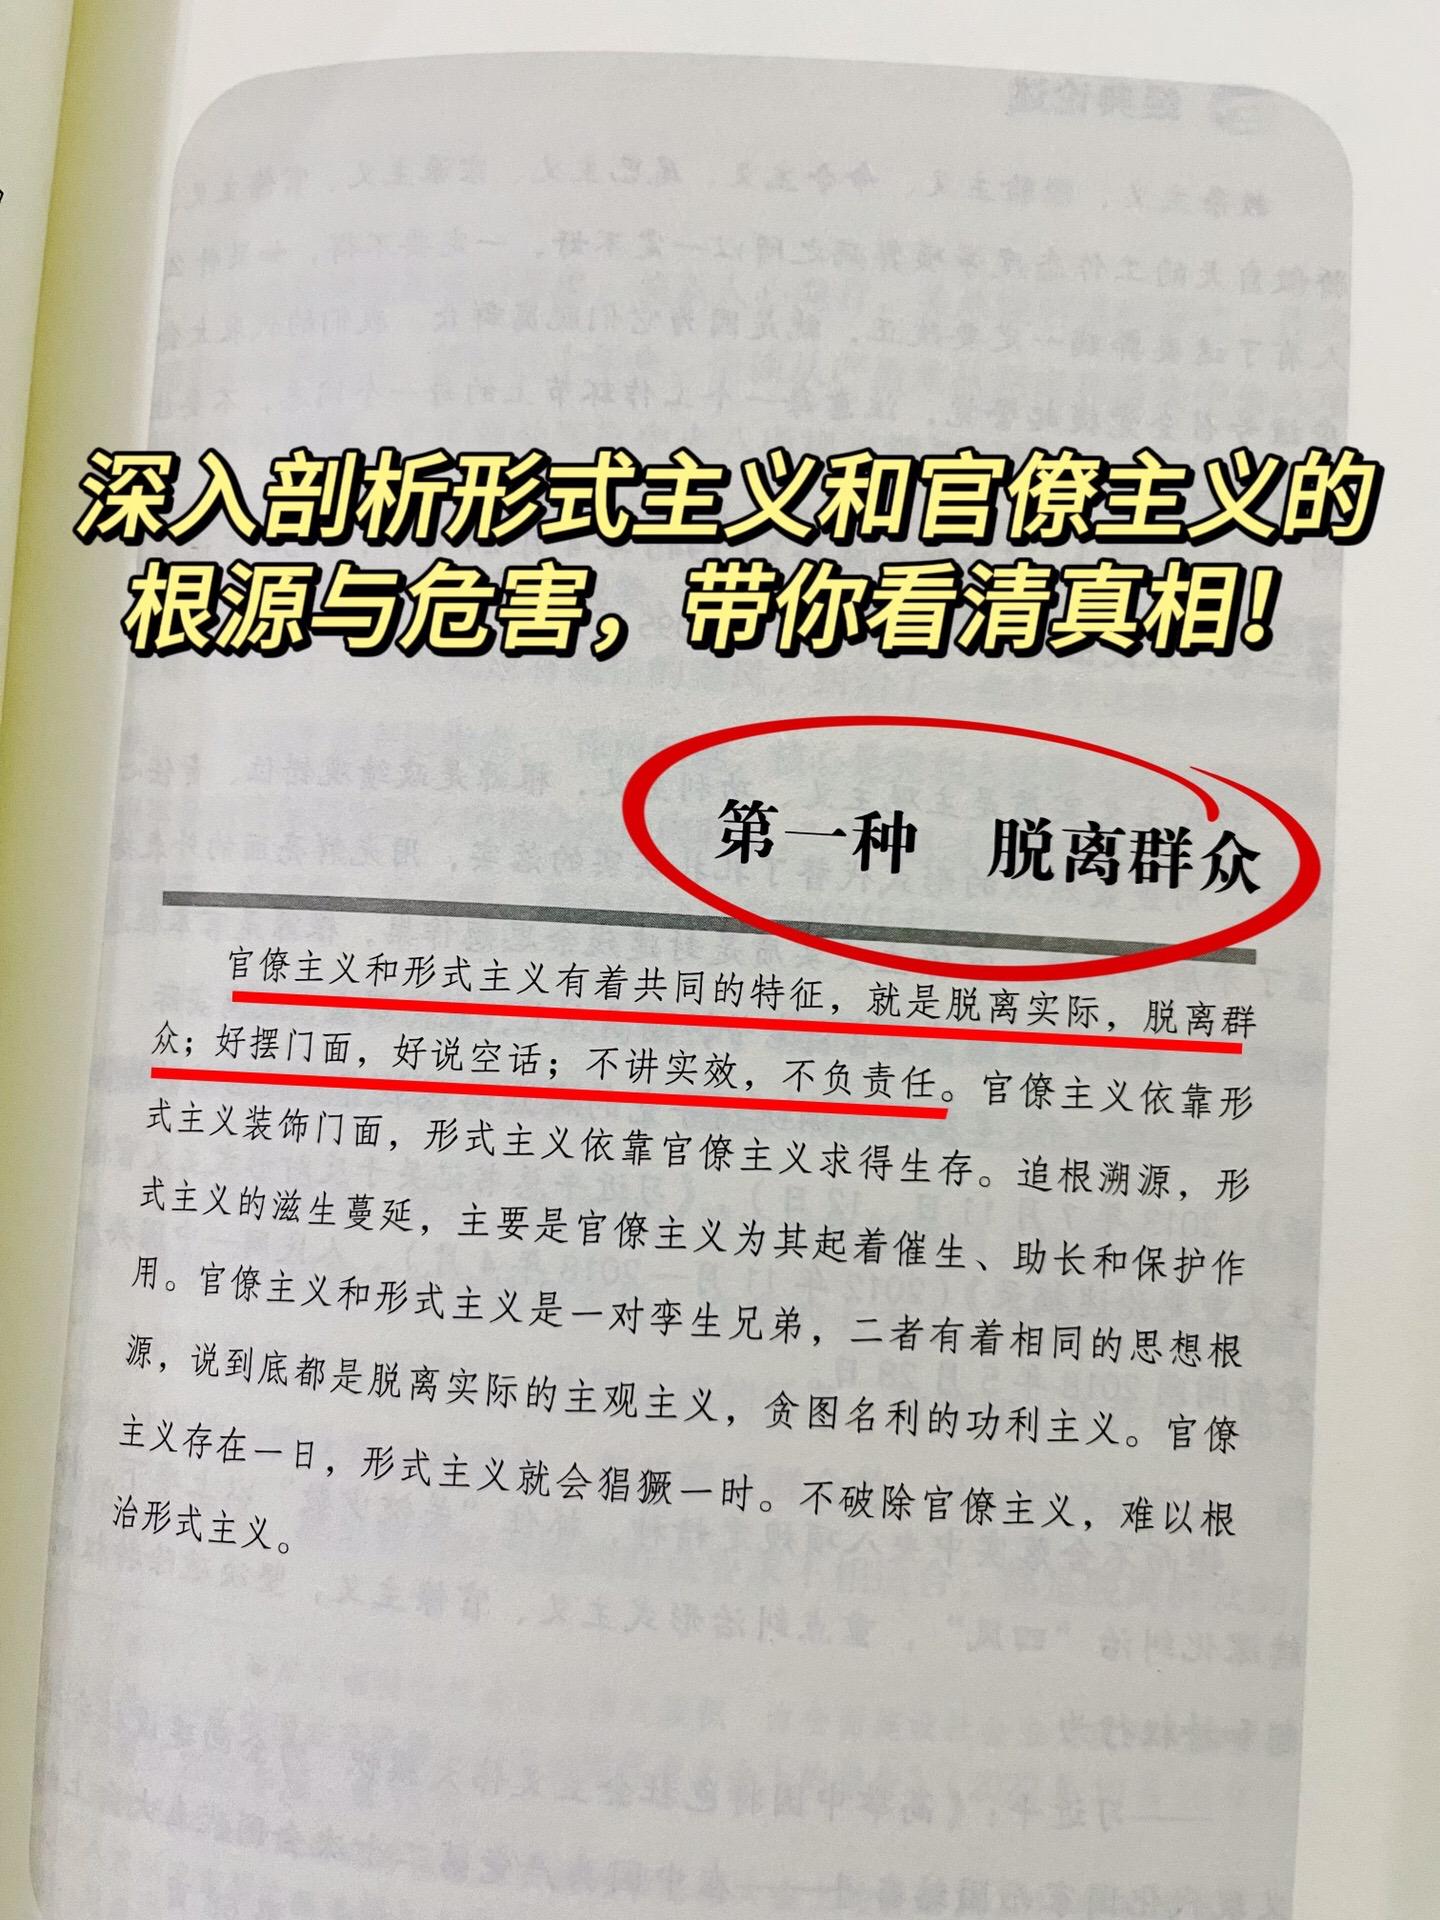 深入剖析形式主义和官僚主义的
根源与危害，带你看清真相！
第一种　脱离群众
官僚主义和形式主义有着共同的特征，就是脱离实际，脱离群
众；好摆门面，好说空话；不讲实效，不负责任。官僚主义依靠形
式主义装饰门面，形式主义依靠官僚主义求得生存。追根溯源，形
式主义的滋生蔓延，主要是官僚主义为其起着催生、助长和保护作
用。官僚主义和形式主义是一对孪生兄弟，二者有着相同的思想根
源，说到底都是脱离实际的主观主义，贪图名利的功利主义。官僚
主义存在一日，形式主义就会猖獗一时。不破除官僚主义，难以根
治形式主义。